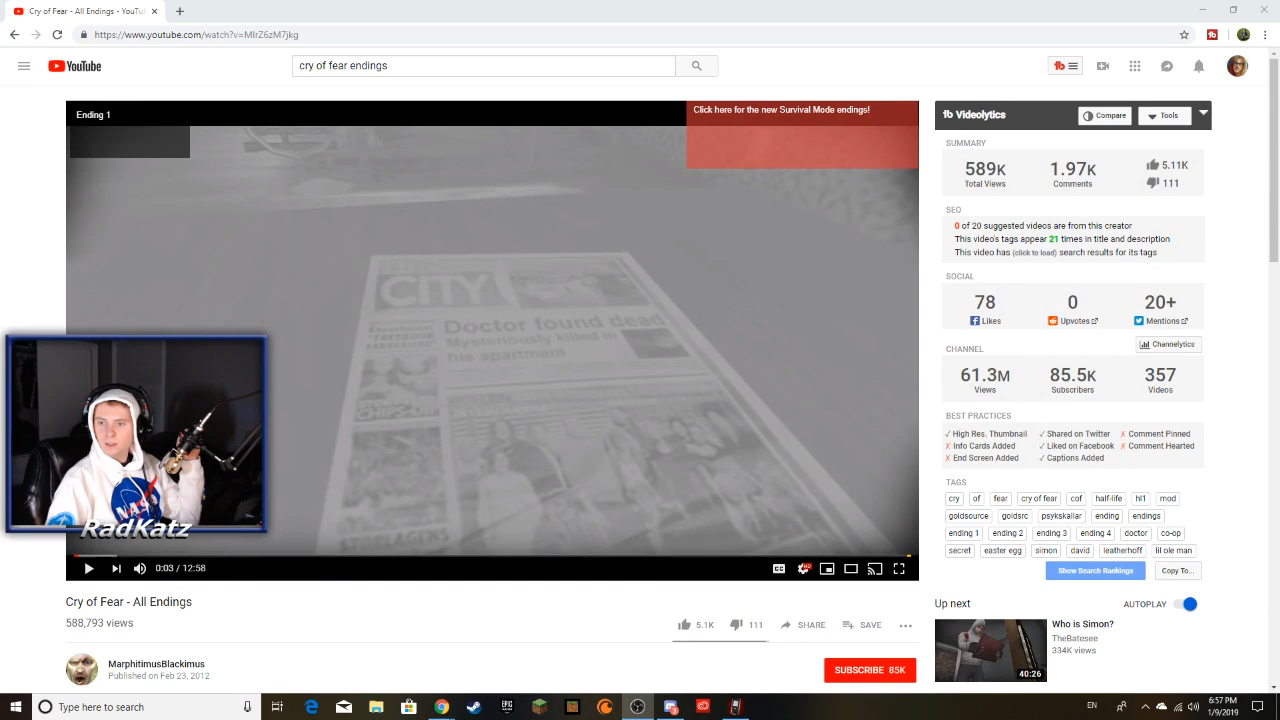 Cry of Fear - All Endings - YouTu
https://www.youtube.com/watch?v=MIrZ6zM7jkg
YouTube
cry of fear endings
Ending 1
Click here for the new Survival Mode endings!
CITY
Doctor found dead
Mysteriously killed in
his apartment
NASA
RadKatz
0:03 / 12:58
CC
HD
Cry of Fear - All Endings
588,793 views
5.1K
111
SHARE
SAVE
MarphitimusBlackimus
Published on Feb 23, 2012
SUBSCRIBE 85K
Videolytics
Compare
Tools
SUMMARY
589K
1.97K
5.11K
111
Total Views
Comments
SEO
0 of 20 suggested videos are from this creator
This video's tags appear 21 times in title and description
This video has (click to load) search results for its tags
SOCIAL
78
0
20+
Likes
Upvotes
Mentions
CHANNEL
Channelytics
61.3M
85.5K
357
Views
Subscribers
Videos
BEST PRACTICES
High Res. Thumbnail
Shared on Twitter
Comment Pinned
Info Cards Added
Liked on Facebook
Comment Hearted
End Screen Added
Captions Added
TAGS
cry of fear cry of fear cof half-life hl1 mod
goldsource goldsrc psykskallar ending endings
ending 1 ending 2 ending 3 ending 4 doctor co-op
secret easter egg simon david leatherhoff lil ole man
Show Search Rankings
Copy To...
Up next
AUTOPLAY
Who is Simon?
TheBatesee
334K views
40:26
Type here to search
EPIC
EN
6:57 PM
1/9/2019